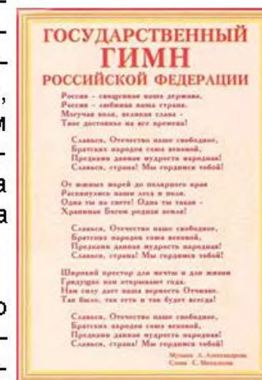 ГОСУДАРСТВЕННЫЙ
ГИМН
РОССИЙСКОЙ ФЕДЕРАЦИИ
Россия - священная наша держава,
Россия - любимая наша страна.
Могучая воля, великая слава -
Твое достоянье на все времена!
Славься, Отечество наше свободное,
Братских народов союз вековой,
Предками данная мудрость народная!
Славься, страна! Мы гордимся тобой!
От южных морей до полярного края
Раскинулись наши леса и поля.
Одна ты на свете! Одна ты такая -
Хранимая Богом родная земля!
Славься, Отечество наше свободное,
Братских народов союз вековой,
Предками данная мудрость народная!
Славься, страна! Мы гордимся тобой!
Широкий простор для мечты и для жизни
Грядущие нам открывают года.
Нам силу дает наша верность Отчизне.
Так было, так есть и так будет всегда!
Славься, Отечество наше свободное,
Братских народов союз вековой,
Предками данная мудрость народная!
Славься, страна! Мы гордимся тобой!
Музыка А. Александрова
Слова С. Михалкова